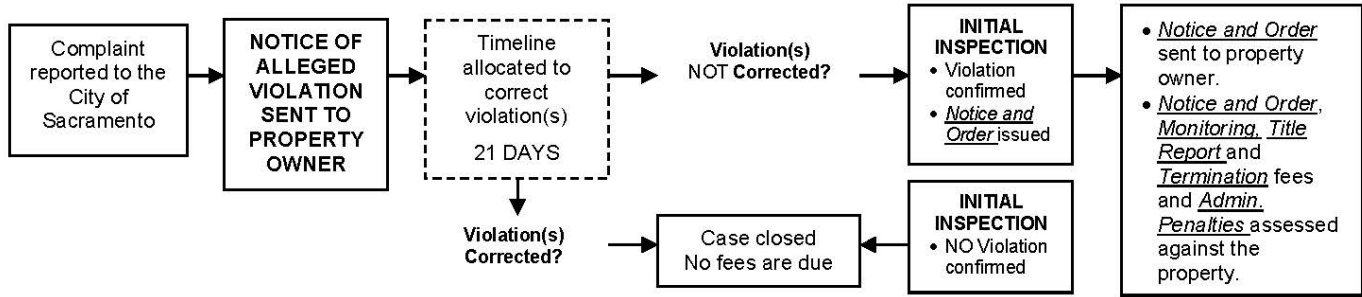 Complaint
reported to the
City of
Sacramento
NOTICE OF
ALLEGED
VIOLATION
SENT TO
PROPERTY
OWNER
Timeline
allocated to
correct
violation(s)
21 DAYS
Violation(s)
NOT Corrected?
INITIAL
INSPECTION
• Violation
confirmed
• Notice and
Order issued
• Notice and Order
sent to property
owner.
• Notice and Order,
Monitoring, Title
Report and
Termination fees
and Admin.
Penalties assessed
against the
property.
Violation(s)
Corrected?
Case closed
No fees are due
INITIAL
INSPECTION
• NO Violation
confirmed